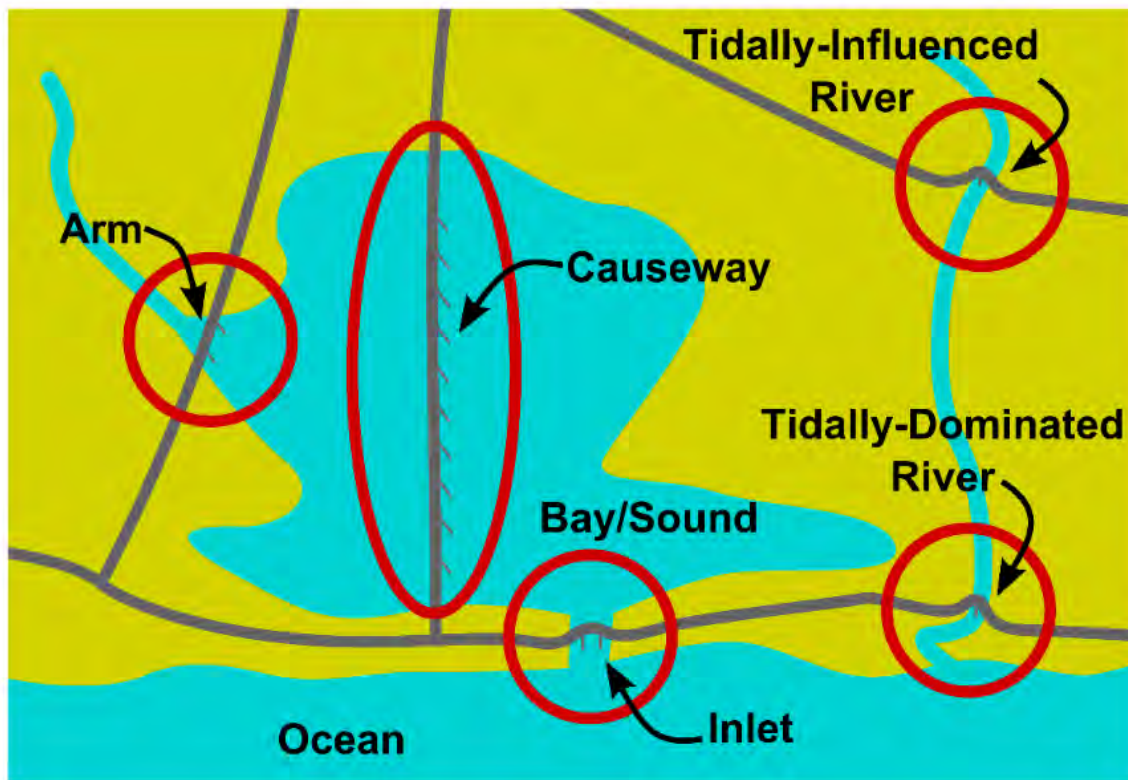 Tidally-Influenced
River
Arm
Causeway
Tidally-Dominated
River
Bay/Sound
Inlet
Ocean